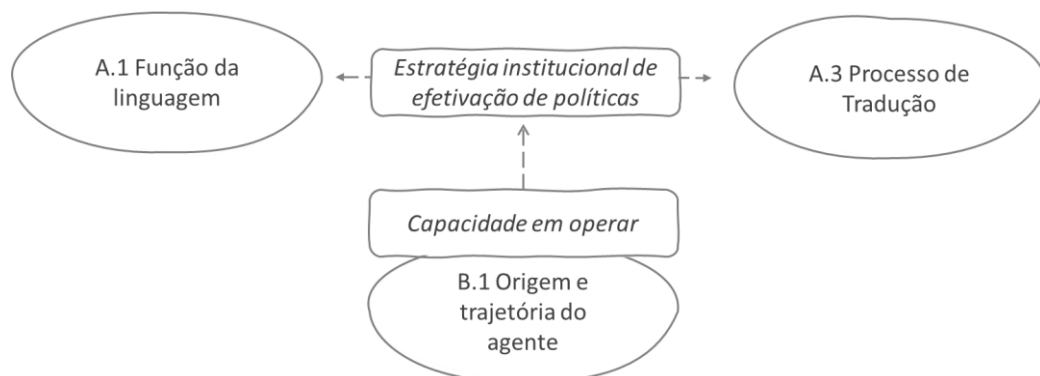 A.1 Função da
linguagem
Estratégia institucional de
efetivação de políticas
A.3 Processo de
Tradução
Capacidade em operar
B.1 Origem e
trajetória do
agente